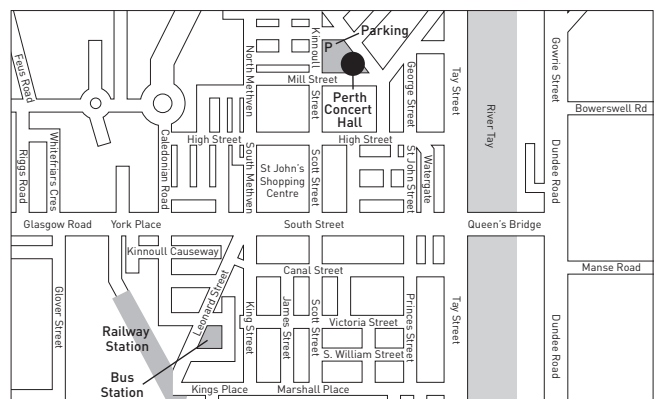 Parking
P
Kinnoull
Street
Feus Road
North Methven
Mill Street
George Street
Tay Street
Gowrie Street
Perth
Concert
Hall
River Tay
Bowerswell Rd
High Street
High Street
Riggs Road
Whitefriars Cres
Caledonian Road
South Methven
St John's
Shopping
Centre
Scott Street
St John Street
Watergate
Dundee Road
Glasgow Road
York Place
South Street
Queen's Bridge
Kinnoull Causeway
Canal Street
Manse Road
Glover Street
Leonard Street
King Street
James Street
Scott Street
Victoria Street
Princes Street
Tay Street
Dundee Road
Railway
Station
S. William Street
Bus
Station
Kings Place
Marshall Place